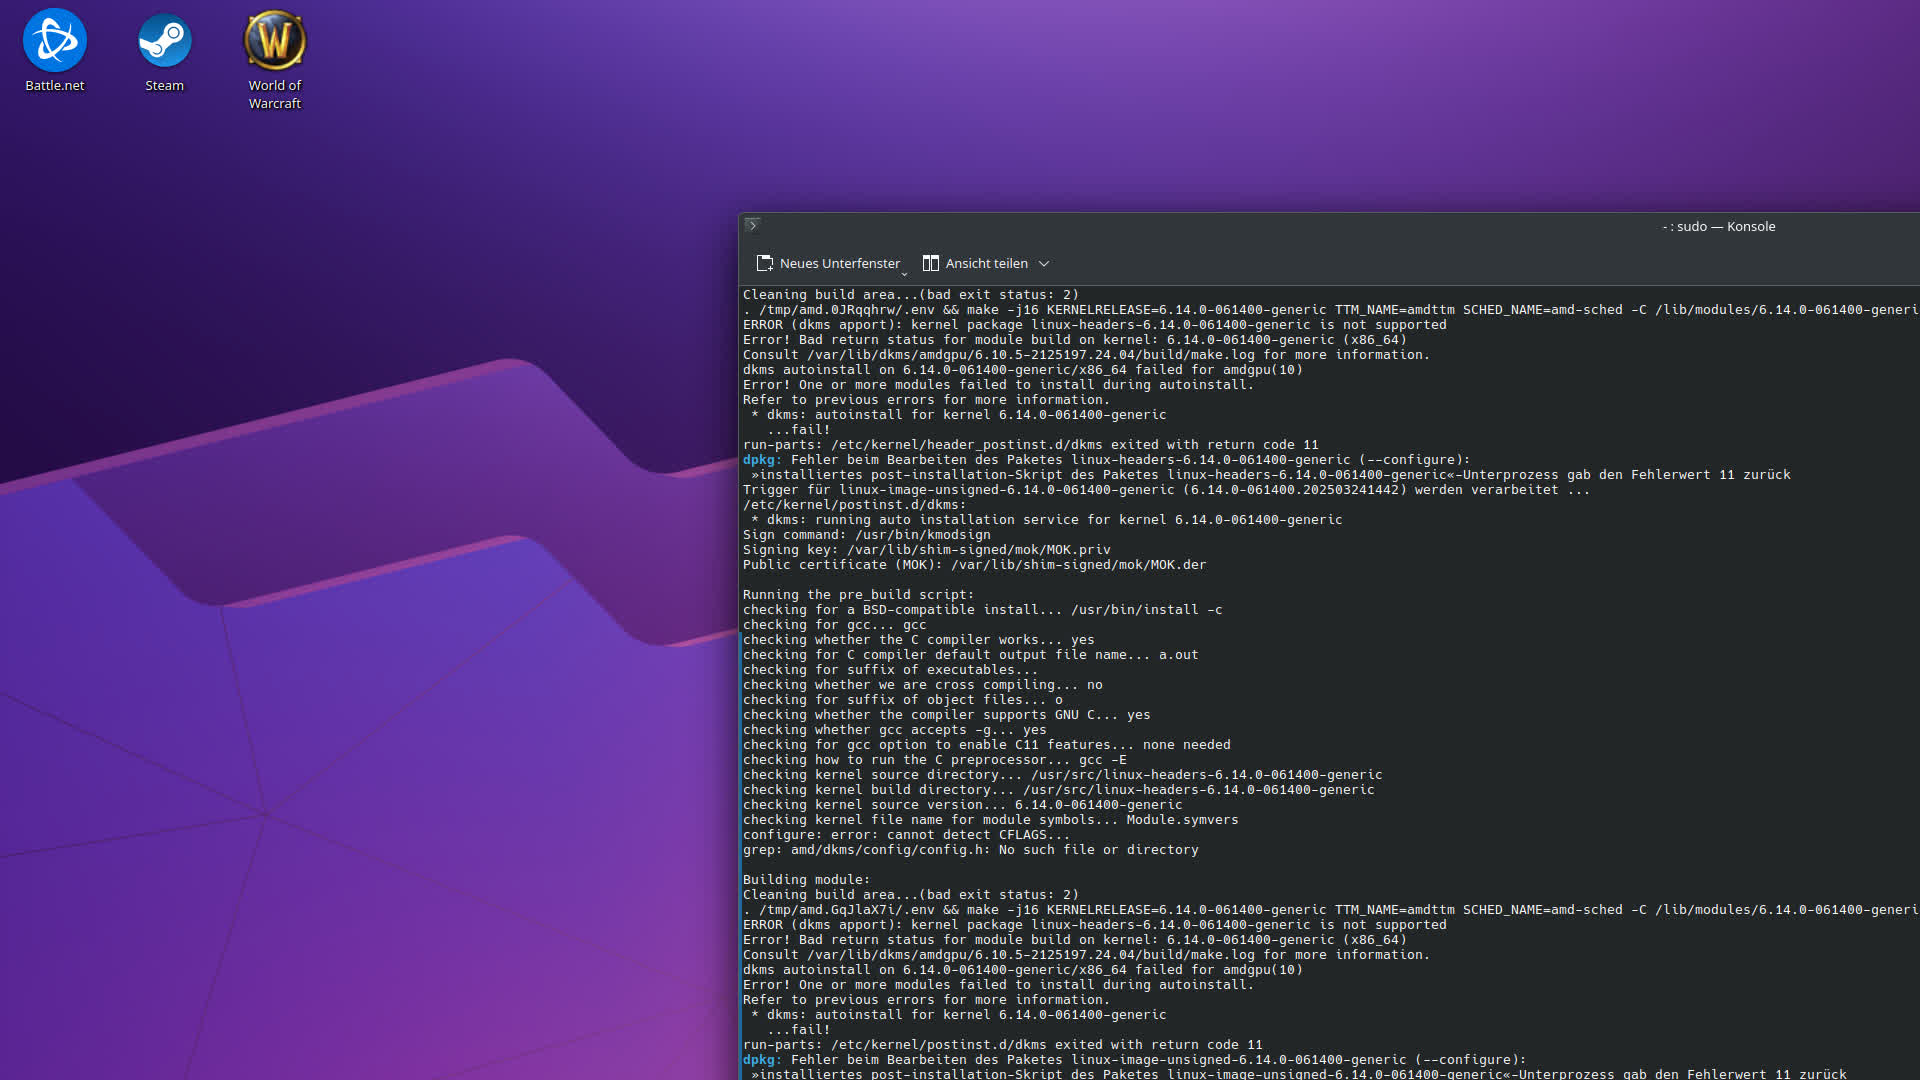 Battle.net
Steam
World of
Warcraft
- : sudo — Konsole
Neues Unterfenster
Ansicht teilen
Cleaning build area...(bad exit status: 2)
. /tmp/amd.0JRqqhrw/.env && make -j16 KERNELRELEASE=6.14.0-061400-generic TTM_NAME=amdttm SCHED_NAME=amd-sched -C /lib/modules/6.14.0-061400-generi
ERROR (dkms apport): kernel package linux-headers-6.14.0-061400-generic is not supported
Error! Bad return status for module build on kernel: 6.14.0-061400-generic (x86_64)
Consult /var/lib/dkms/amdgpu/6.10.5-2125197.24.04/build/make.log for more information.
dkms autoinstall on 6.14.0-061400-generic/x86_64 failed for amdgpu(10)
Error! One or more modules failed to install during autoinstall.
Refer to previous errors for more information.
 * dkms: autoinstall for kernel 6.14.0-061400-generic
   ...fail!
run-parts: /etc/kernel/header_postinst.d/dkms exited with return code 11
dpkg: Fehler beim Bearbeiten des Paketes linux-headers-6.14.0-061400-generic (--configure):
 »installiertes post-installation-Skript des Paketes linux-headers-6.14.0-061400-generic«-Unterprozess gab den Fehlerwert 11 zurück
Trigger für linux-image-unsigned-6.14.0-061400-generic (6.14.0-061400.202503241442) werden verarbeitet ...
/etc/kernel/postinst.d/dkms:
 * dkms: running auto installation service for kernel 6.14.0-061400-generic
Sign command: /usr/bin/kmodsign
Signing key: /var/lib/shim-signed/mok/MOK.priv
Public certificate (MOK): /var/lib/shim-signed/mok/MOK.der

Running the pre_build script:
checking for a BSD-compatible install... /usr/bin/install -c
checking for gcc... gcc
checking whether the C compiler works... yes
checking for C compiler default output file name... a.out
checking for suffix of executables...
checking whether we are cross compiling... no
checking for suffix of object files... o
checking whether the compiler supports GNU C... yes
checking whether gcc accepts -g... yes
checking for gcc option to enable C11 features... none needed
checking how to run the C preprocessor... gcc -E
checking kernel source directory... /usr/src/linux-headers-6.14.0-061400-generic
checking kernel build directory... /usr/src/linux-headers-6.14.0-061400-generic
checking kernel source version... 6.14.0-061400-generic
checking kernel file name for module symbols... Module.symvers
configure: error: cannot detect CFLAGS...
grep: amd/dkms/config/config.h: No such file or directory

Building module:
Cleaning build area...(bad exit status: 2)
. /tmp/amd.GqJlaX7i/.env && make -j16 KERNELRELEASE=6.14.0-061400-generic TTM_NAME=amdttm SCHED_NAME=amd-sched -C /lib/modules/6.14.0-061400-generi
ERROR (dkms apport): kernel package linux-headers-6.14.0-061400-generic is not supported
Error! Bad return status for module build on kernel: 6.14.0-061400-generic (x86_64)
Consult /var/lib/dkms/amdgpu/6.10.5-2125197.24.04/build/make.log for more information.
dkms autoinstall on 6.14.0-061400-generic/x86_64 failed for amdgpu(10)
Error! One or more modules failed to install during autoinstall.
Refer to previous errors for more information.
 * dkms: autoinstall for kernel 6.14.0-061400-generic
   ...fail!
run-parts: /etc/kernel/postinst.d/dkms exited with return code 11
dpkg: Fehler beim Bearbeiten des Paketes linux-image-unsigned-6.14.0-061400-generic (--configure):
 »installiertes post-installation-Skript des Paketes linux-image-unsigned-6.14.0-061400-generic«-Unterprozess gab den Fehlerwert 11 zurück